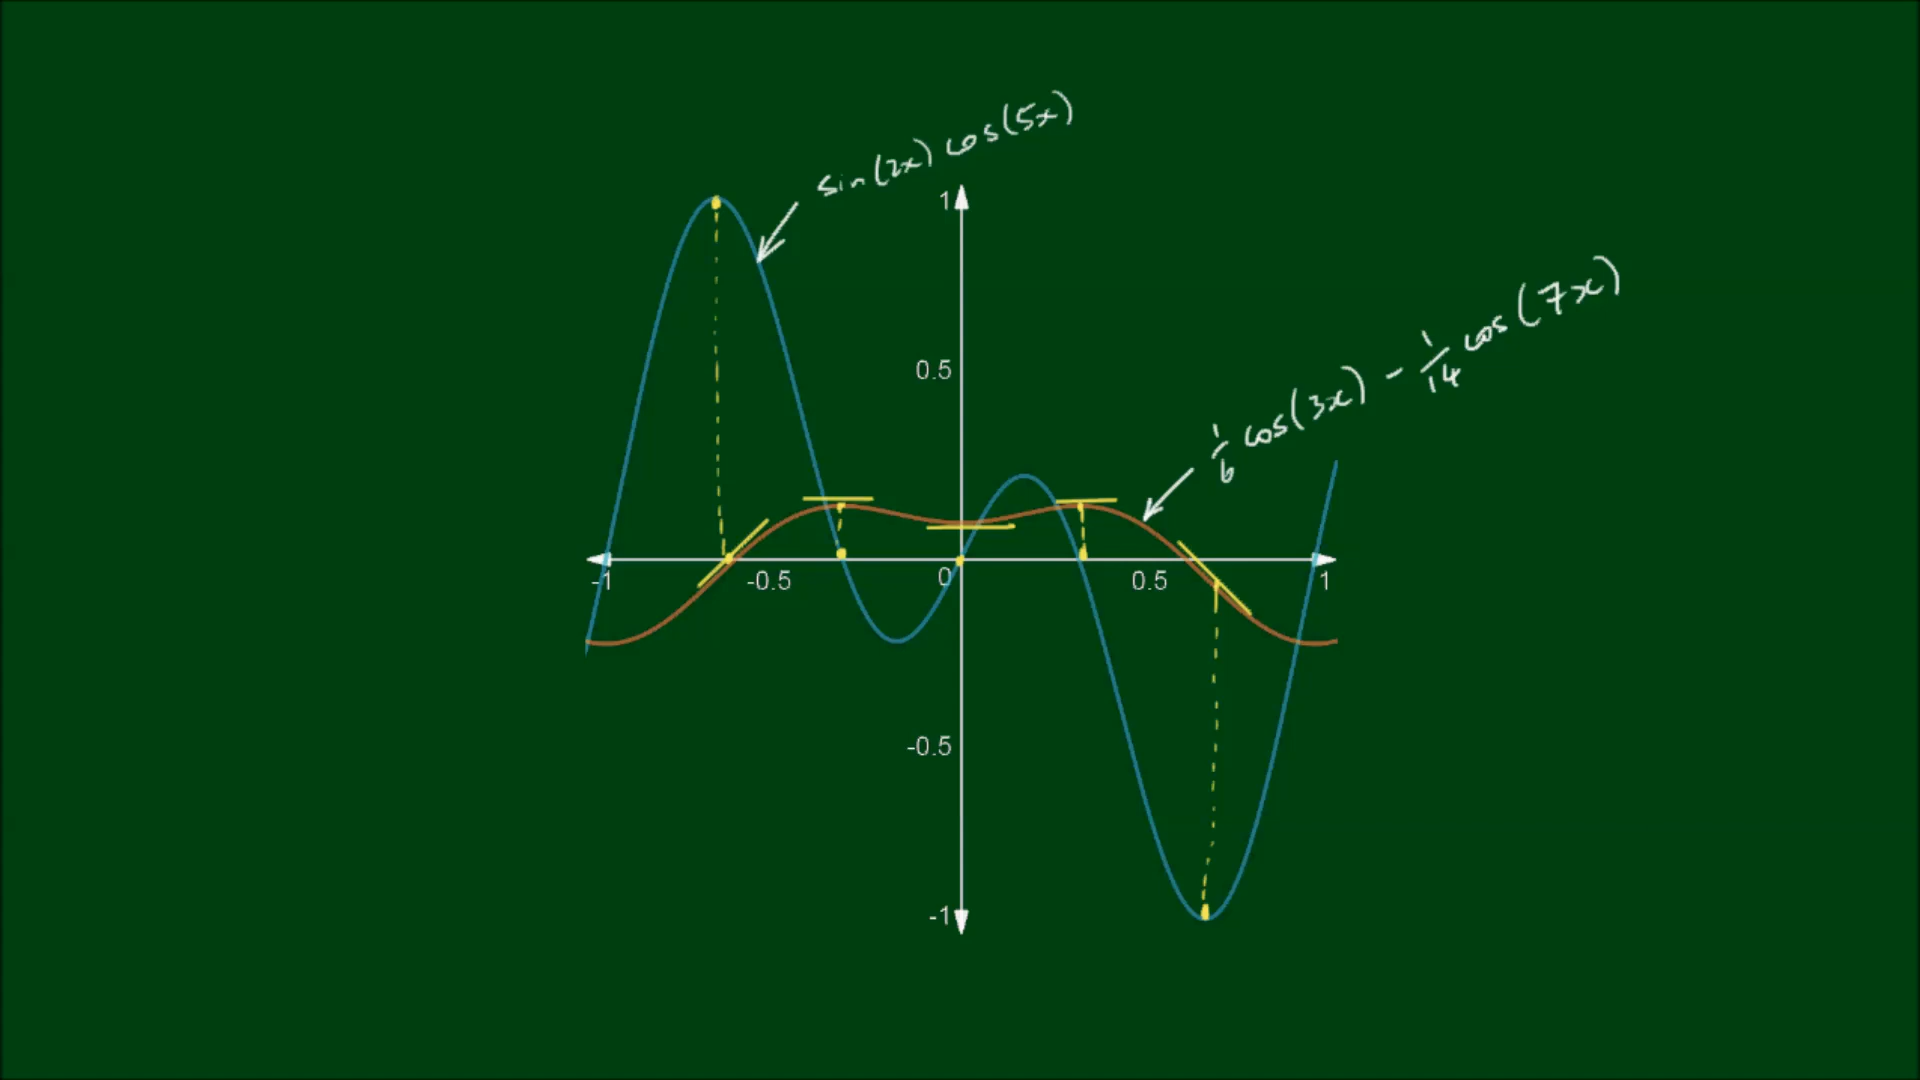 sin(2x) cos(5x)
1
1/6 cos(3x) - 1/14 cos(7x)
0.5
-1 -0.5 0 0.5 1
-0.5
-1